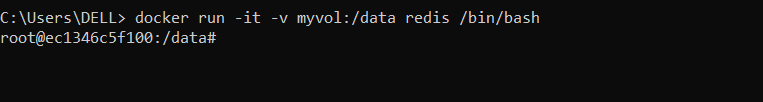 C:\Users\DELL> docker run -it -v myvol:/data redis /bin/bash
root@ec1346c5f100:/data#